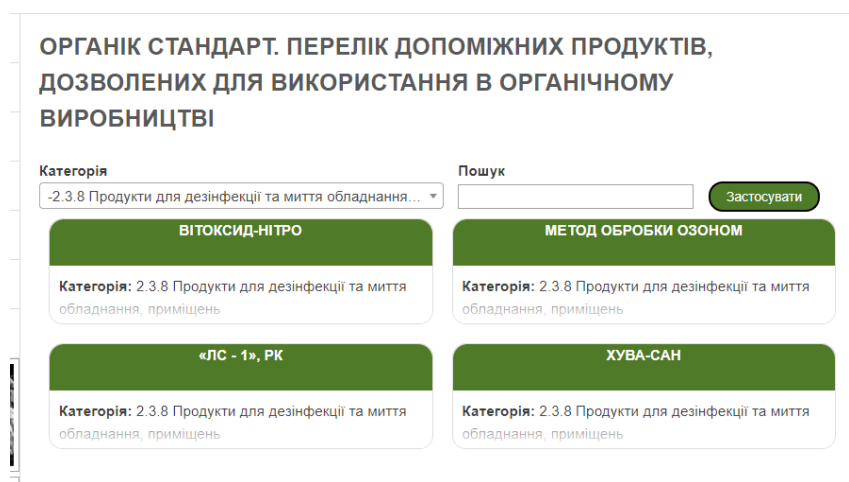 ОРГАНІК СТАНДАРТ. ПЕРЕЛІК ДОПОМІЖНИХ ПРОДУКТІВ,
ДОЗВОЛЕНИХ ДЛЯ ВИКОРИСТАННЯ В ОРГАНІЧНОМУ
ВИРОБНИЦТВІ
Категорія
Пошук
-2.3.8 Продукти для дезінфекції та миття обладнання...
Застосувати
ВІТОКСИД-НІТРО
Категорія: 2.3.8 Продукти для дезінфекції та миття
обладнання, приміщень
МЕТОД ОБРОБКИ ОЗОНОМ
Категорія: 2.3.8 Продукти для дезінфекції та миття
обладнання, приміщень
«ЛС - 1», РК
Категорія: 2.3.8 Продукти для дезінфекції та миття
обладнання, приміщень
ХУВА-САН
Категорія: 2.3.8 Продукти для дезінфекції та миття
обладнання, приміщень